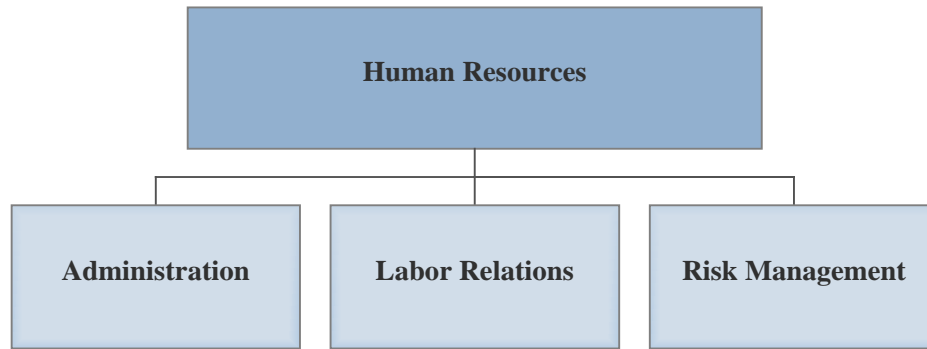 Human Resources
Administration
Labor Relations
Risk Management